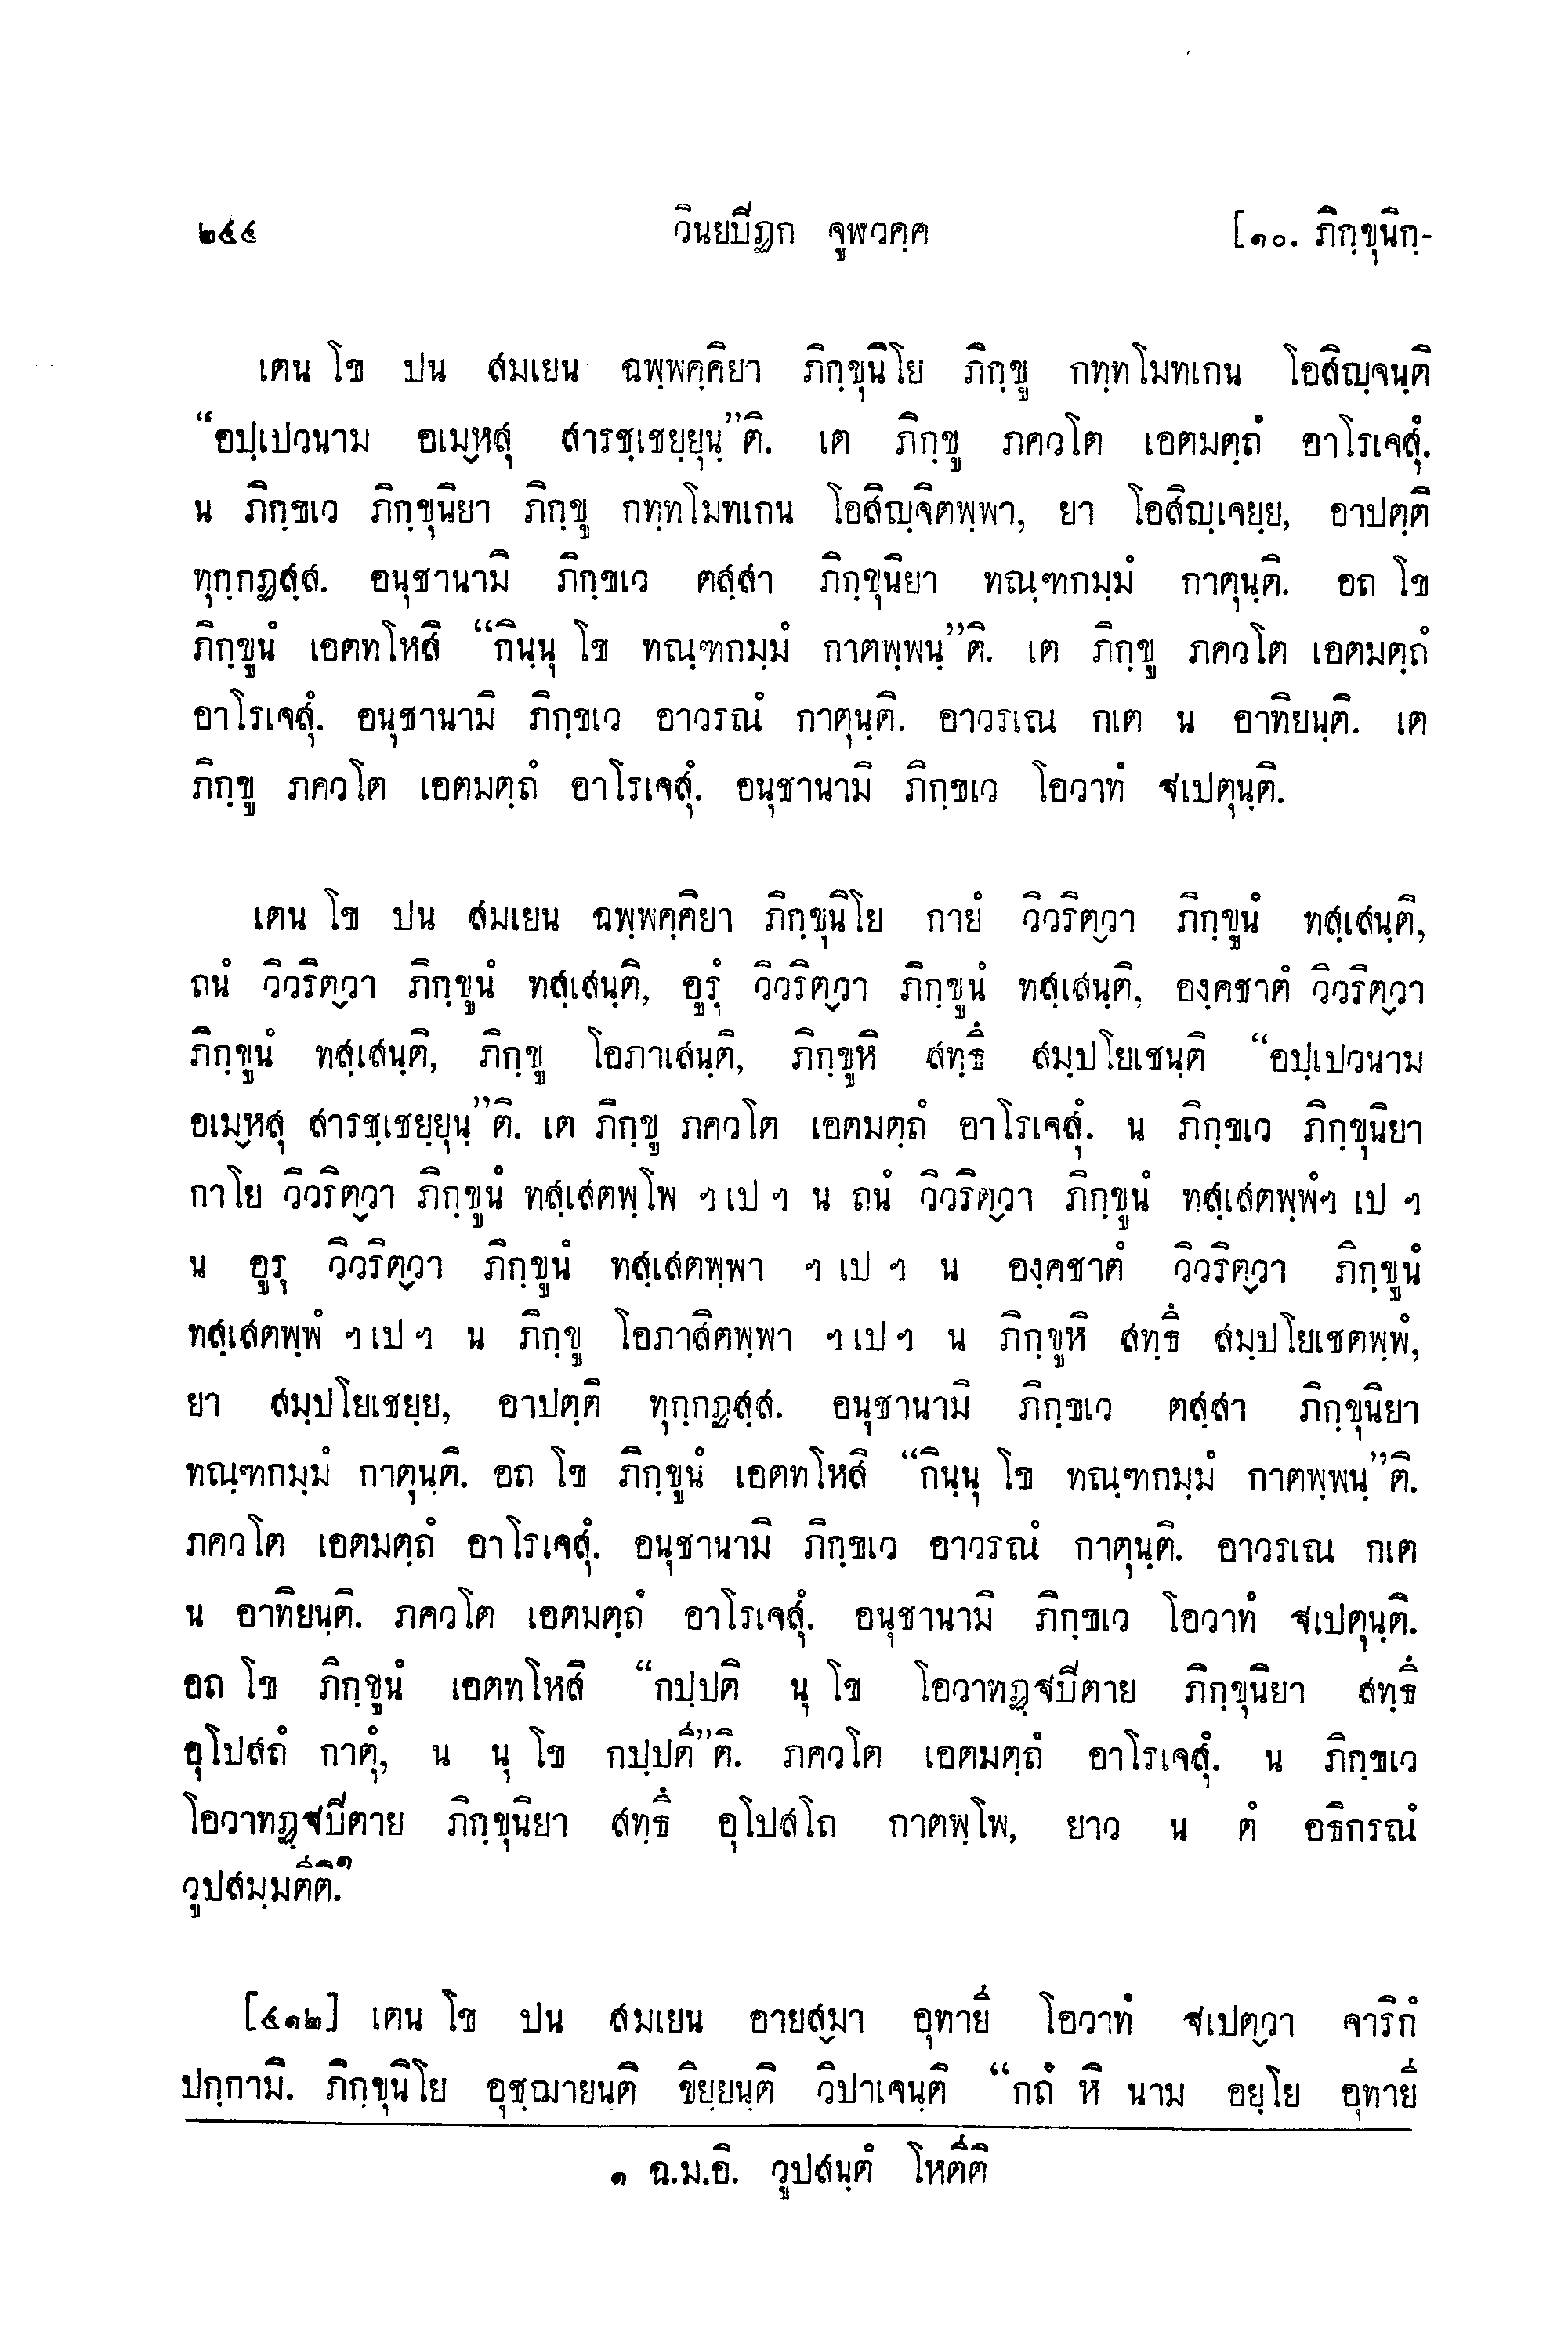 ๒๔๔ วินยปิฏก จูฬวคฺค [๑๐. ภิกฺขุนิกฺ-
เตน โข ปน สมเยน ฉพฺพคฺคิยา ภิกฺขุนิโย ภิกฺขู กทฺทโมทเกน โอสิญฺจนฺติ
“อปฺเปวนาม อเมฺหสุ สารชฺเชยฺยุนฺ”ติ. เต ภิกฺขู ภควโต เอตมตฺถํ อาโรเจสุํ.
น ภิกฺขเว ภิกฺขุนิยา ภิกฺขู กทฺทโมทเกน โอสิญฺจิตพฺพา, ยา โอสิญฺเจยฺย, อาปตฺติ
ทุกฺกฏสฺส. อนุชานามิ ภิกฺขเว ตสฺสา ภิกฺขุนิยา ทณฺฑกมฺมํ กาตุนฺติ. อถ โข
ภิกฺขูนํ เอตทโหสิ “กินฺนุ โข ทณฺฑกมฺมํ กาตพฺพนฺ”ติ. เต ภิกฺขู ภควโต เอตมตฺถํ
อาโรเจสุํ. อนุชานามิ ภิกฺขเว อาวรณํ กาตุนฺติ. อาวรเณ กเต น อาทิยนฺติ. เต
ภิกฺขู ภควโต เอตมตฺถํ อาโรเจสุํ. อนุชานามิ ภิกฺขเว โอวาทํ ฐเปตุนฺติ.
เตน โข ปน สมเยน ฉพฺพคฺคิยา ภิกฺขุนิโย กายํ วิวริตฺวา ภิกฺขูนํ ทสฺเสนฺติ,
ถนํ วิวริตฺวา ภิกฺขูนํ ทสฺเสนฺติ, อูรุํ วิวริตฺวา ภิกฺขูนํ ทสฺเสนฺติ, องฺคชาตํ วิวริตฺวา
ภิกฺขูนํ ทสฺเสนฺติ, ภิกฺขู โอภาเสนฺติ, ภิกฺขูหิ สทฺธึ สมฺปโยเชนฺติ “อปฺเปวนาม
อเมฺหสุ สารชฺเชยฺยุนฺ”ติ. เต ภิกฺขู ภควโต เอตมตฺถํ อาโรเจสุํ. น ภิกฺขเว ภิกฺขุนิยา
กาโย วิวริตฺวา ภิกฺขูนํ ทสฺเสตพฺโพ ฯ เป ฯ น ถนํ วิวริตฺวา ภิกฺขูนํ ทสฺเสตพฺพํฯ เป ฯ
น อูรุ วิวริตฺวา ภิกฺขูนํ ทสฺเสตพฺพา ฯ เป ฯ น องฺคชาตํ วิวริตฺวา ภิกฺขูนํ
ทสฺเสตพฺพํ ฯ เป ฯ น ภิกฺขู โอภาสิตพฺพา ฯ เป ฯ น ภิกฺขูหิ สทฺธึ สมฺปโยเชตพฺพํ,
ยา สมฺปโยเชยฺย, อาปตฺติ ทุกฺกฏสฺส. อนุชานามิ ภิกฺขเว ตสฺสา ภิกฺขุนิยา
ทณฺฑกมฺมํ กาตุนฺติ. อถ โข ภิกฺขูนํ เอตทโหสิ “กินฺนุ โข ทณฺฑกมฺมํ กาตพฺพนฺ”ติ.
ภควโต เอตมตฺถํ อาโรเจสุํ. อนุชานามิ ภิกฺขเว อาวรณํ กาตุนฺติ. อาวรเณ กเต
น อาทิยนฺติ. ภควโต เอตมตฺถํ อาโรเจสุํ. อนุชานามิ ภิกฺขเว โอวาทํ ฐเปตุนฺติ.
อถ โข ภิกฺขูนํ เอตทโหสิ “กปฺปติ นุ โข โอวาทฏฺฐปิตาย ภิกฺขุนิยา สทฺธึ
อุโปสถํ กาตุํ, น นุ โข กปฺปตี”ติ. ภควโต เอตมตฺถํ อาโรเจสุํ. น ภิกฺขเว
โอวาทฏฺฐปิตาย ภิกฺขุนิยา สทฺธึ อุโปสโถ กาตพฺโพ, ยาว น ตํ อธิกรณํ
วูปสมฺมตีติ.๑
[๔๑๒] เตน โข ปน สมเยน อายสฺมา อุทายี โอวาทํ ฐเปตฺวา จาริกํ
ปกฺกามิ. ภิกฺขุนิโย อุชฺฌายนฺติ ขิยฺยนฺติ วิปาเจนฺติ “กถํ หิ นาม อยฺโย อุทายี
๑ ฉ.ม.อิ. วูปสนฺตํ โหตีติ